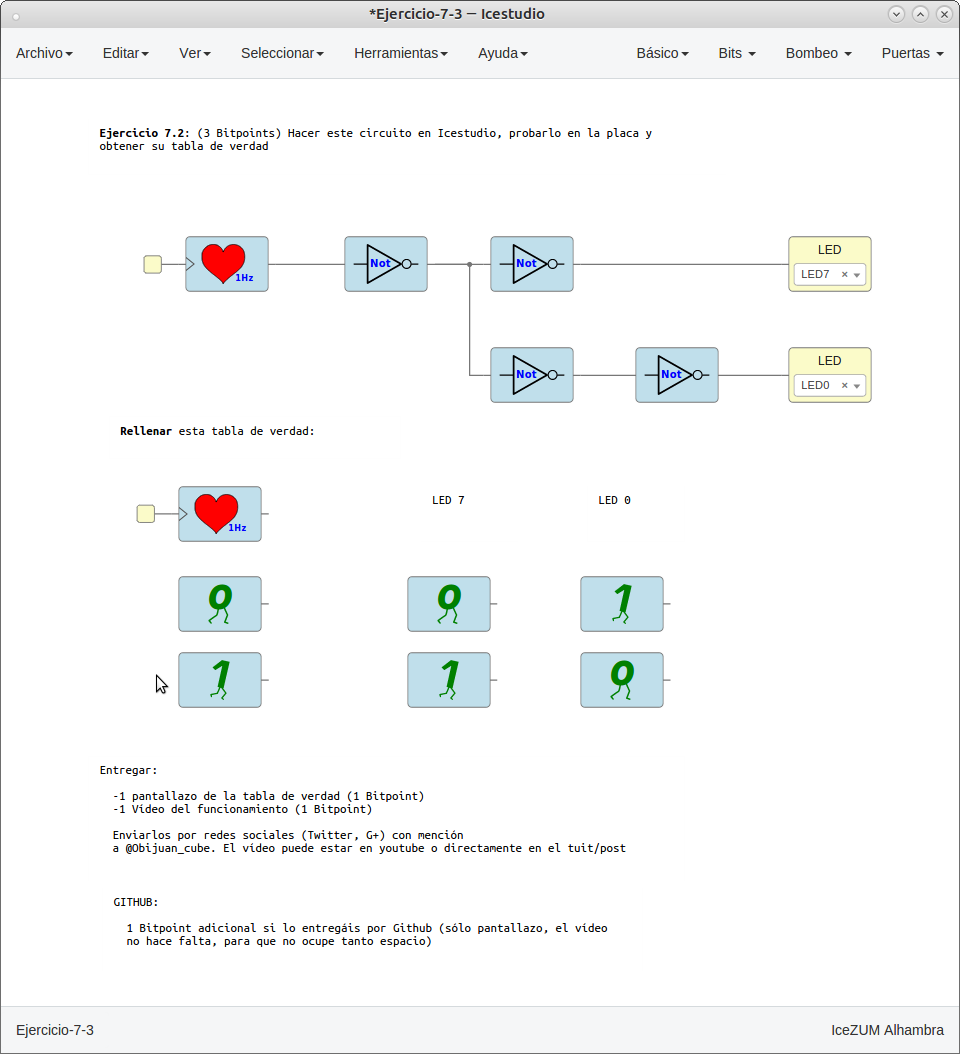 *Ejercicio-7-3 — Icestudio
Archivo Editar Ver Seleccionar Herramientas Ayuda Básico Bits Bombeo Puertas
Ejercicio 7.2: (3 Bitpoints) Hacer este circuito en Icestudio, probarlo en la placa y
obtener su tabla de verdad
1Hz Not Not LED
LED7 ×
Not Not LED
LED0 ×
Rellenar esta tabla de verdad:
1Hz LED 7 LED 0
0 0 1
1 1 0
Entregar:
-1 pantallazo de la tabla de verdad (1 Bitpoint)
-1 Vídeo del funcionamiento (1 Bitpoint)
Enviarlos por redes sociales (Twitter, G+) con mención
a @Obijuan_cube. El vídeo puede estar en youtube o directamente en el tuit/post
GITHUB:
1 Bitpoint adicional si lo entregáis por Github (sólo pantallazo, el vídeo
no hace falta, para que no ocupe tanto espacio)
Ejercicio-7-3 IceZUM Alhambra